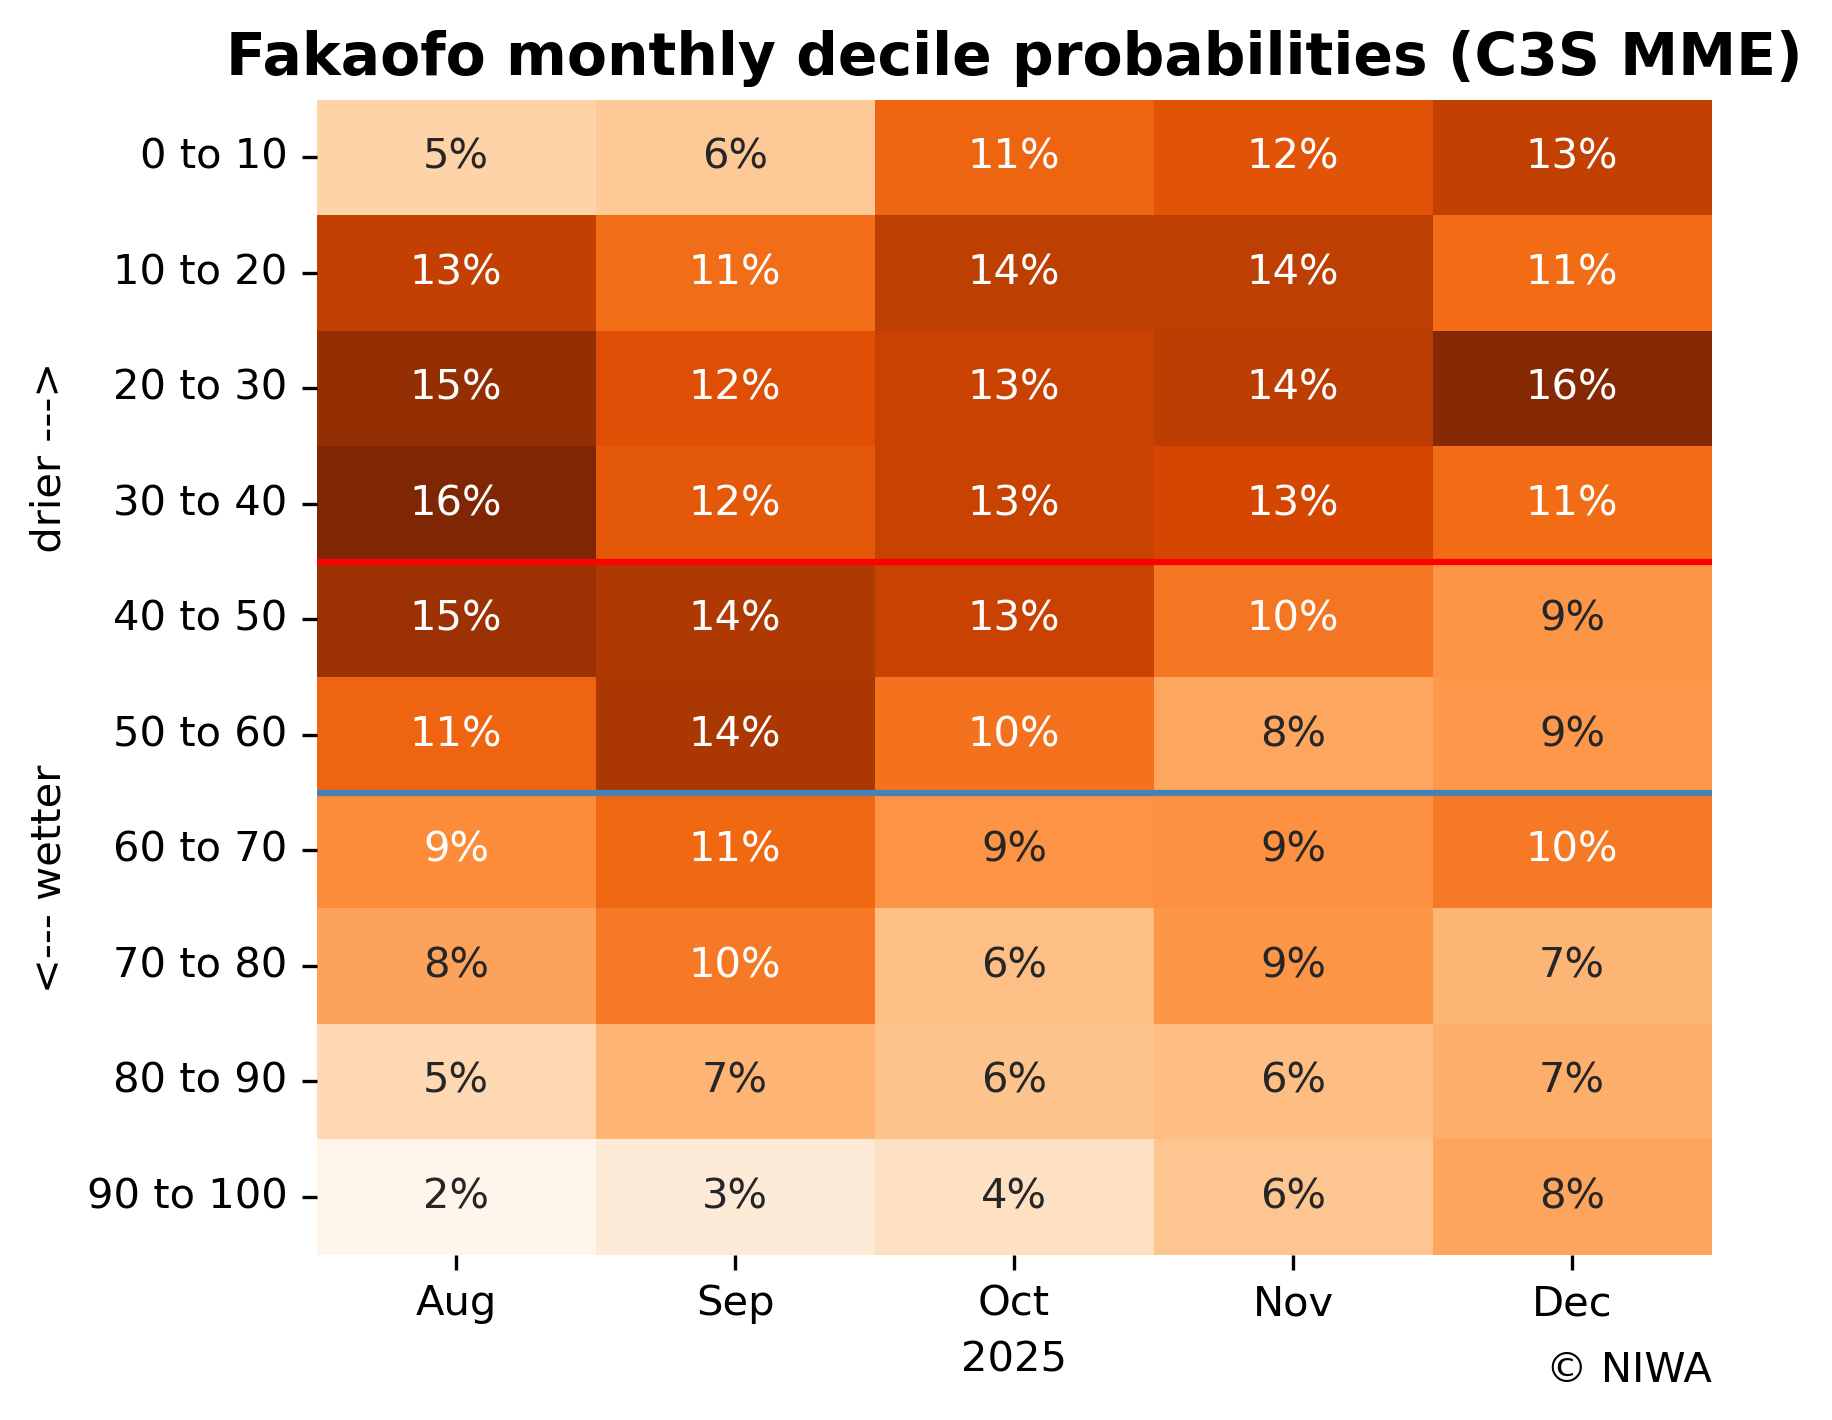 Fakaofo monthly decile probabilities (C3S MME)
0 to 10 5% 6% 11% 12% 13%
10 to 20 13% 11% 14% 14% 11%
20 to 30 15% 12% 13% 14% 16%
30 to 40 16% 12% 13% 13% 11%
40 to 50 15% 14% 13% 10% 9%
50 to 60 11% 14% 10% 8% 9%
60 to 70 9% 11% 9% 9% 10%
70 to 80 8% 10% 6% 9% 7%
80 to 90 5% 7% 6% 6% 7%
90 to 100 2% 3% 4% 6% 8%
<--- wetter drier --->
Aug Sep Oct Nov Dec
2025
© NIWA